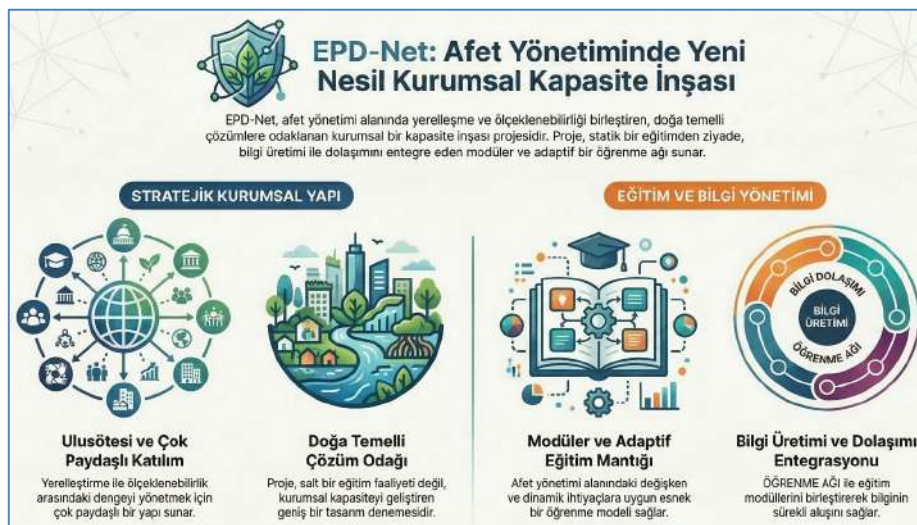 EPD-Net: Afet Yönetiminde Yeni
Nesil Kurumsal Kapasite İnşası
EPD-Net, afet yönetimi alanında yerelleşme ve ölçeklenebilirliği birleştiren, doğa temelli
çözümlere odaklanan kurumsal bir kapasite inşası projesidir. Proje, statik bir eğitimden ziyade,
bilgi üretimi ile dolaşımını entegre eden modüler ve adaptif bir öğrenme ağı sunar.
STRATEJİK KURUMSAL YAPI
Ulusötesi ve Çok
Paydaşlı Katılım
Yerelleştirme ile ölçeklenebilirlik
arasındaki dengeyi yönetmek için
çok paydaşlı bir yapı sunar.
Doğa Temelli
Çözüm Odağı
Proje, salt bir eğitim faaliyeti değil,
kurumsal kapasiteyi geliştiren
geniş bir tasarım denemesidir.
EĞİTİM VE BİLGİ YÖNETİMİ
Modüler ve Adaptif
Eğitim Mantığı
Afet yönetimi alanındaki değişken
ve dinamik ihtiyaçlara uygun esnek
bir öğrenme modeli sağlar.
BİLGİ DOLAŞIMI
BİLGİ
ÜRETİMİ
ÖĞRENME AĞI
Bilgi Üretimi ve Dolaşımı
Entegrasyonu
ÖĞRENME AĞI ile eğitim
modüllerini birleştirerek bilginin
sürekli akışını sağlar.